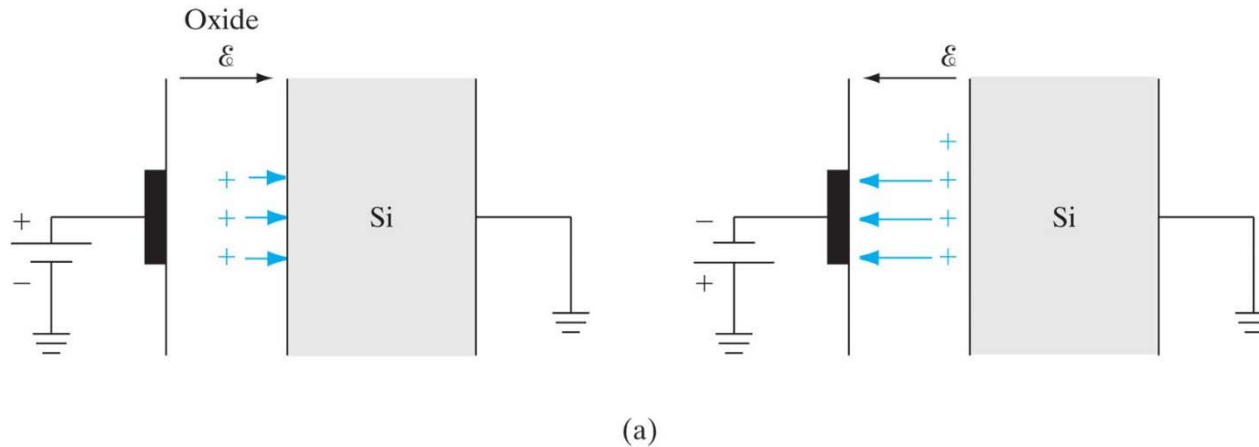 Oxide
ℰ
+ + +
Si
+
−
ℰ
+
+ + +
Si
−
+
(a)